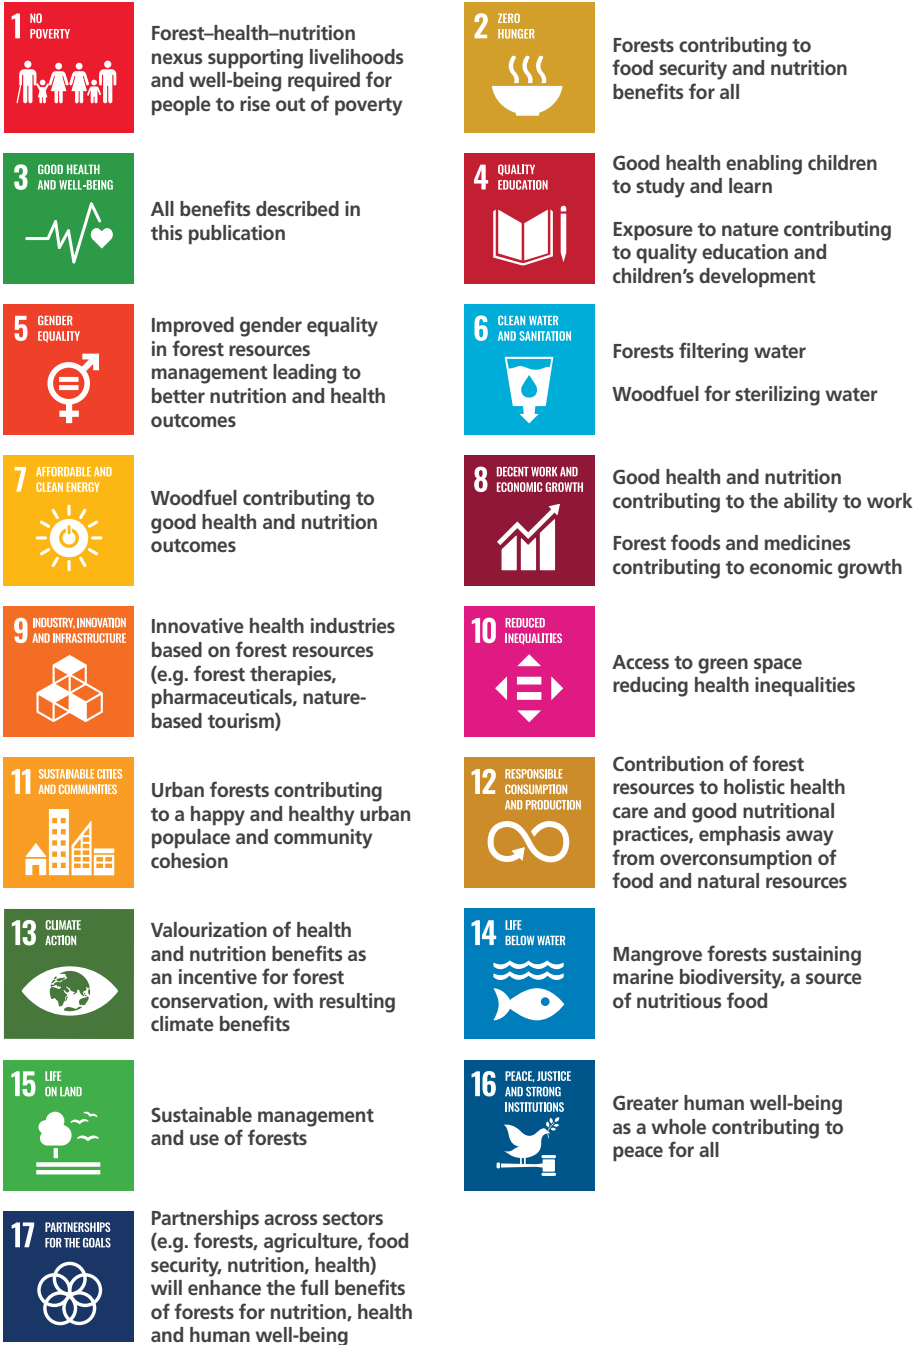 1 NO
POVERTY
Forest–health–nutrition
nexus supporting livelihoods
and well-being required for
people to rise out of poverty
2 ZERO
HUNGER
Forests contributing to
food security and nutrition
benefits for all
3 GOOD HEALTH
AND WELL-BEING
All benefits described in
this publication
4 QUALITY
EDUCATION
Good health enabling children
to study and learn
Exposure to nature contributing
to quality education and
children’s development
5 GENDER
EQUALITY
Improved gender equality
in forest resources
management leading to
better nutrition and health
outcomes
6 CLEAN WATER
AND SANITATION
Forests filtering water
Woodfuel for sterilizing water
7 AFFORDABLE AND
CLEAN ENERGY
Woodfuel contributing to
good health and nutrition
outcomes
8 DECENT WORK AND
ECONOMIC GROWTH
Good health and nutrition
contributing to the ability to work
Forest foods and medicines
contributing to economic growth
9 INDUSTRY, INNOVATION
AND INFRASTRUCTURE
Innovative health industries
based on forest resources
(e.g. forest therapies,
pharmaceuticals, nature-
based tourism)
10 REDUCED
INEQUALITIES
Access to green space
reducing health inequalities
11 SUSTAINABLE CITIES
AND COMMUNITIES
Urban forests contributing
to a happy and healthy urban
populace and community
cohesion
12 RESPONSIBLE
CONSUMPTION
AND PRODUCTION
Contribution of forest
resources to holistic health
care and good nutritional
practices, emphasis away
from overconsumption of
food and natural resources
13 CLIMATE
ACTION
Valourization of health
and nutrition benefits as
an incentive for forest
conservation, with resulting
climate benefits
14 LIFE
BELOW WATER
Mangrove forests sustaining
marine biodiversity, a source
of nutritious food
15 LIFE
ON LAND
Sustainable management
and use of forests
16 PEACE, JUSTICE
AND STRONG
INSTITUTIONS
Greater human well-being
as a whole contributing to
peace for all
17 PARTNERSHIPS
FOR THE GOALS
Partnerships across sectors
(e.g. forests, agriculture, food
security, nutrition, health)
will enhance the full benefits
of forests for nutrition, health
and human well-being